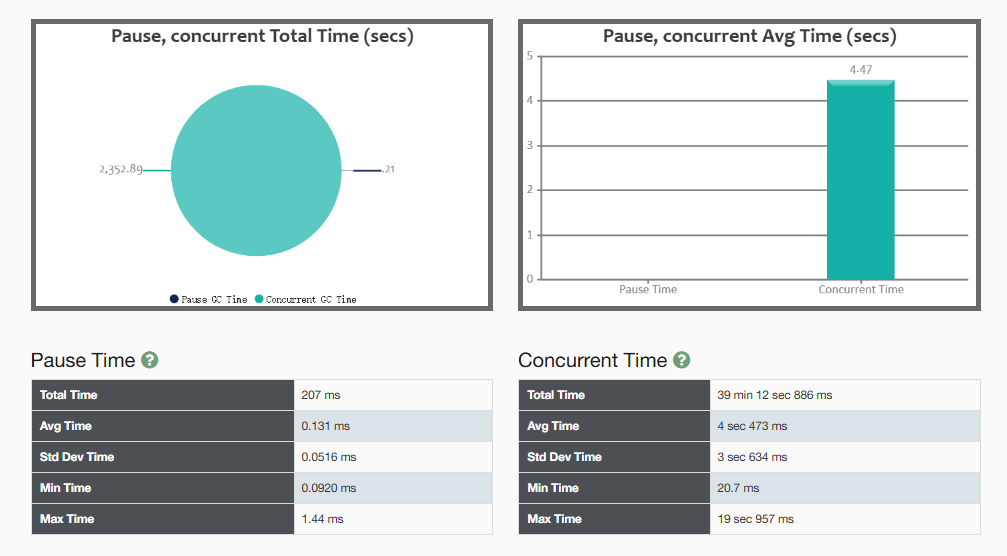 Pause, concurrent Total Time (secs)
2,352.89
.21
Pause GC Time
Concurrent GC Time
Pause, concurrent Avg Time (secs)
5
4.47
4
3
2
1
0
Pause Time
Concurrent Time
Pause Time ?
Total Time 207 ms
Avg Time 0.131 ms
Std Dev Time 0.0516 ms
Min Time 0.0920 ms
Max Time 1.44 ms
Concurrent Time ?
Total Time 39 min 12 sec 886 ms
Avg Time 4 sec 473 ms
Std Dev Time 3 sec 634 ms
Min Time 20.7 ms
Max Time 19 sec 957 ms